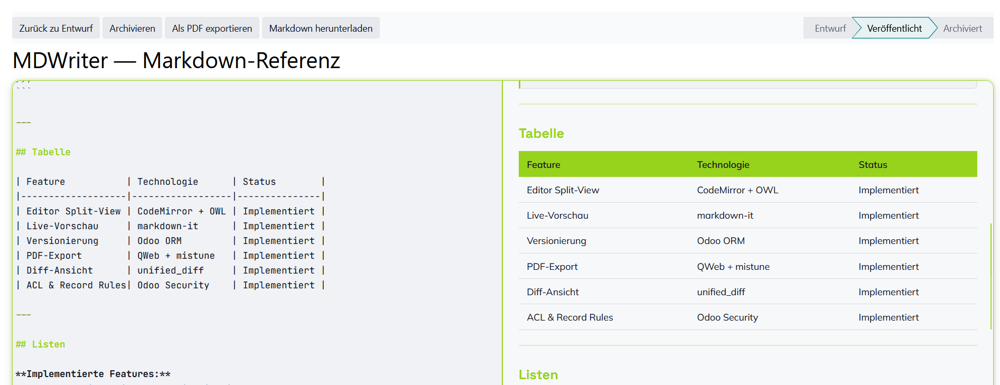 Zurück zu Entwurf Archivieren Als PDF exportieren Markdown herunterladen Entwurf Veröffentlicht Archiviert
MDWriter — Markdown-Referenz
```
---
## Tabelle
| Feature | Technologie | Status |
|-------------------|------------------|---------------|
| Editor Split-View | CodeMirror + OWL | Implementiert |
| Live-Vorschau | markdown-it | Implementiert |
| Versionierung | Odoo ORM | Implementiert |
| PDF-Export | QWeb + mistune | Implementiert |
| Diff-Ansicht | unified_diff | Implementiert |
| ACL & Record Rules| Odoo Security | Implementiert |
---
## Listen
**Implementierte Features:**
Tabelle
Feature Technologie Status
Editor Split-View CodeMirror + OWL Implementiert
Live-Vorschau markdown-it Implementiert
Versionierung Odoo ORM Implementiert
PDF-Export QWeb + mistune Implementiert
Diff-Ansicht unified_diff Implementiert
ACL & Record Rules Odoo Security Implementiert
Listen